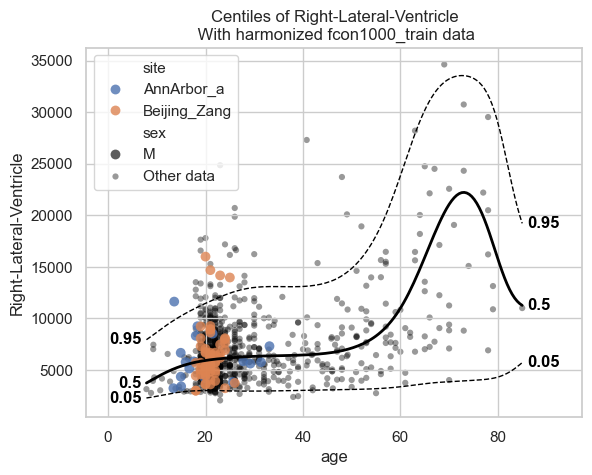 Centiles of Right-Lateral-Ventricle
With harmonized fcon1000_train data
35000
30000
25000
20000
15000
10000
5000
Right-Lateral-Ventricle
site
AnnArbor_a
Beijing_Zang
sex
M
Other data
0.95
0.5
0.05
0.95
0.5
0.05
0
20
40
60
80
age